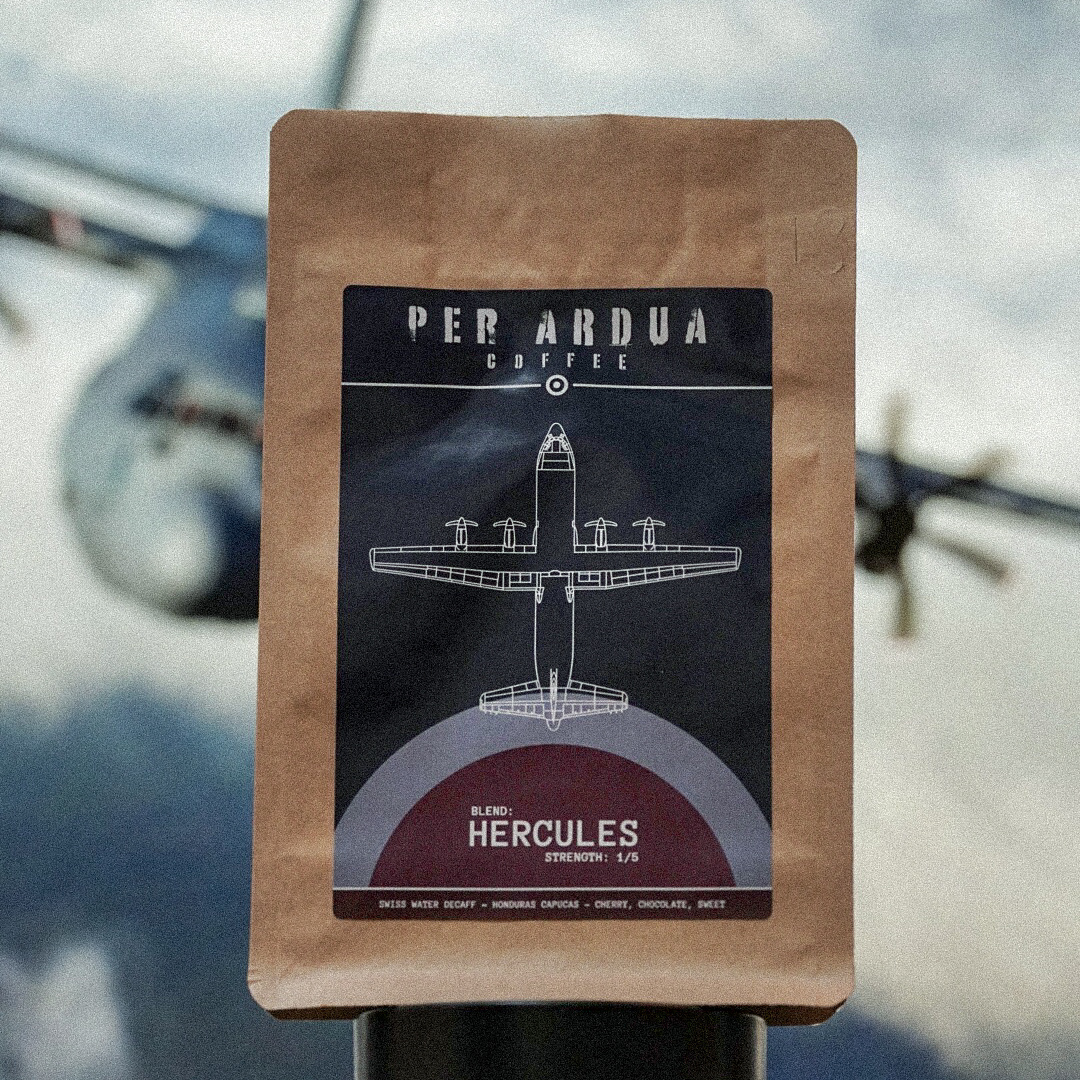 PER ARDUA
COFFEE
BLEND:
HERCULES
STRENGTH: 1/5
SWISS WATER DECAFF - HONDURAS CAPUCAS - CHERRY, CHOCOLATE, SWEET